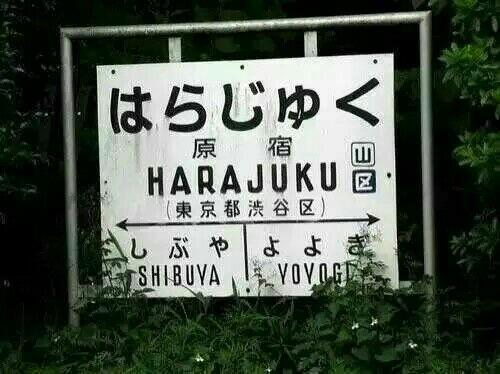 はらじゅく
原宿 山
HARAJUKU 区
(東京都渋谷区)
しぶや よよぎ
SHIBUYA YOYOGI